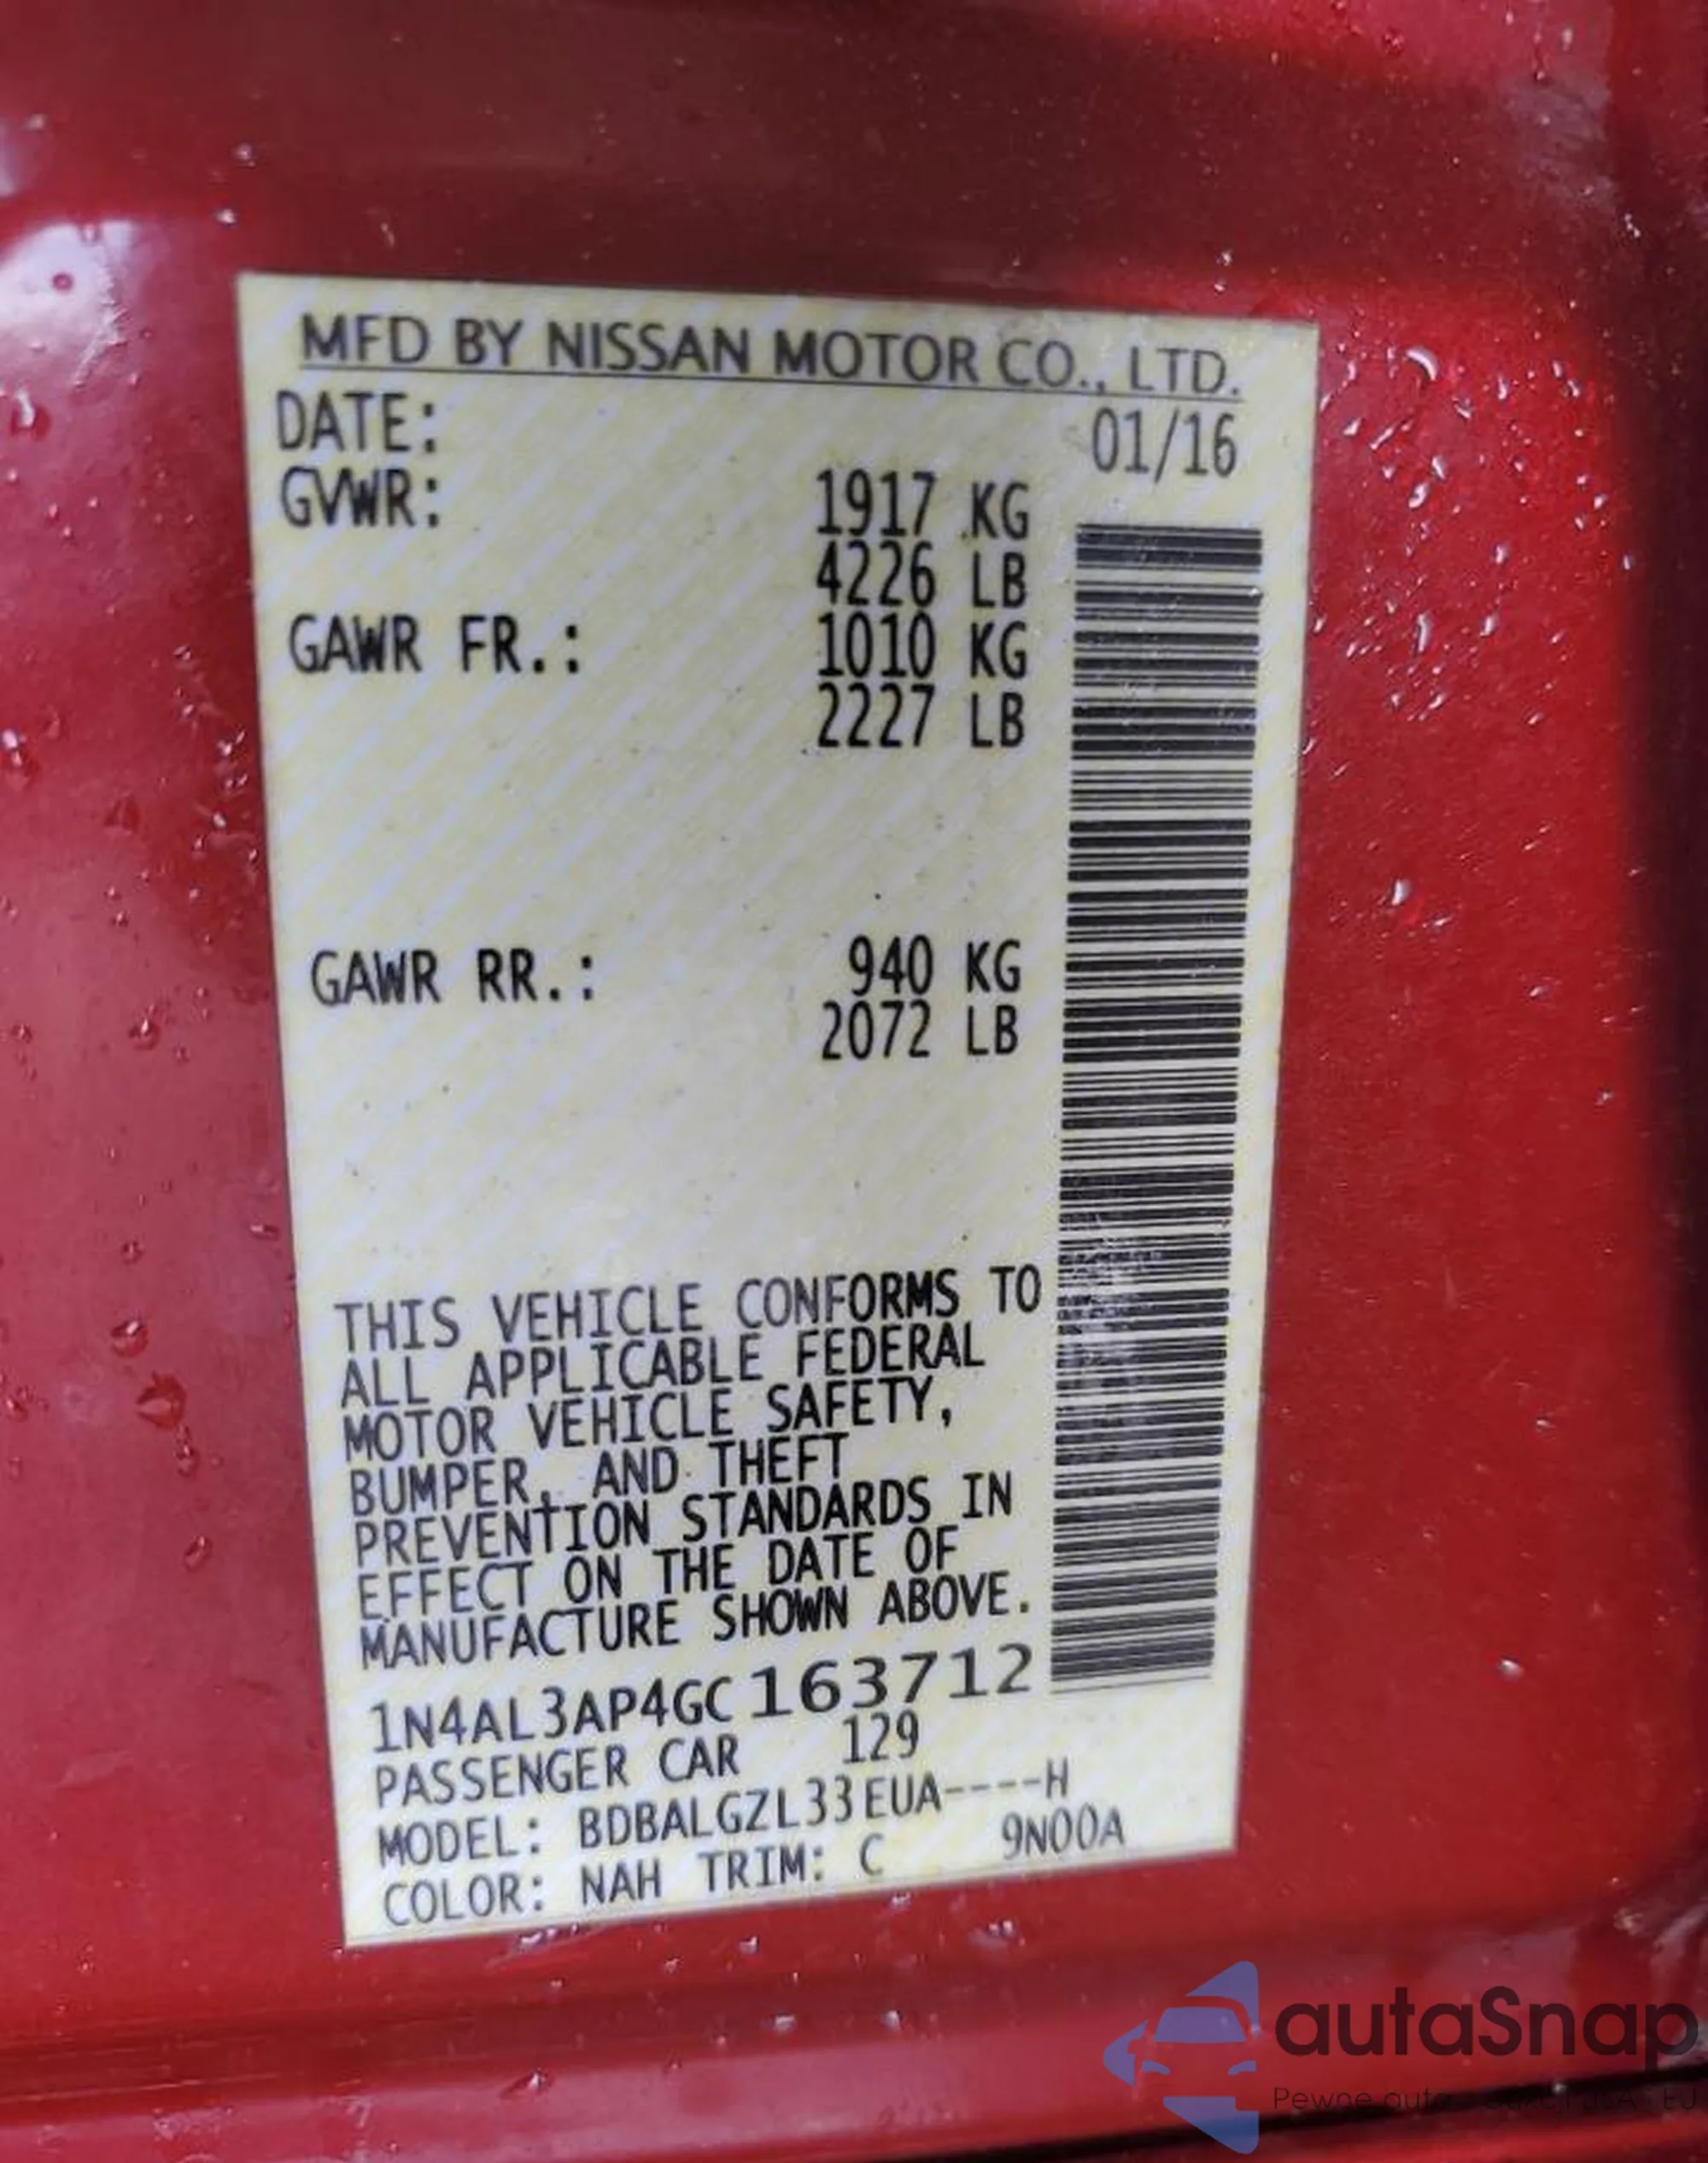 MFD BY NISSAN MOTOR CO., LTD.
DATE: 01/16
GVWR: 1917 KG
4226 LB
GAWR FR.: 1010 KG
2227 LB
GAWR RR.: 940 KG
2072 LB
THIS VEHICLE CONFORMS TO
ALL APPLICABLE FEDERAL
MOTOR VEHICLE SAFETY,
BUMPER, AND THEFT
PREVENTION STANDARDS IN
EFFECT ON THE DATE OF
MANUFACTURE SHOWN ABOVE.
1N4AL3AP4GC163712
PASSENGER CAR 129
MODEL: BDBALGZL33EUA----H
COLOR: NAH TRIM: C 9N00A
autaSnap
Pewne auta